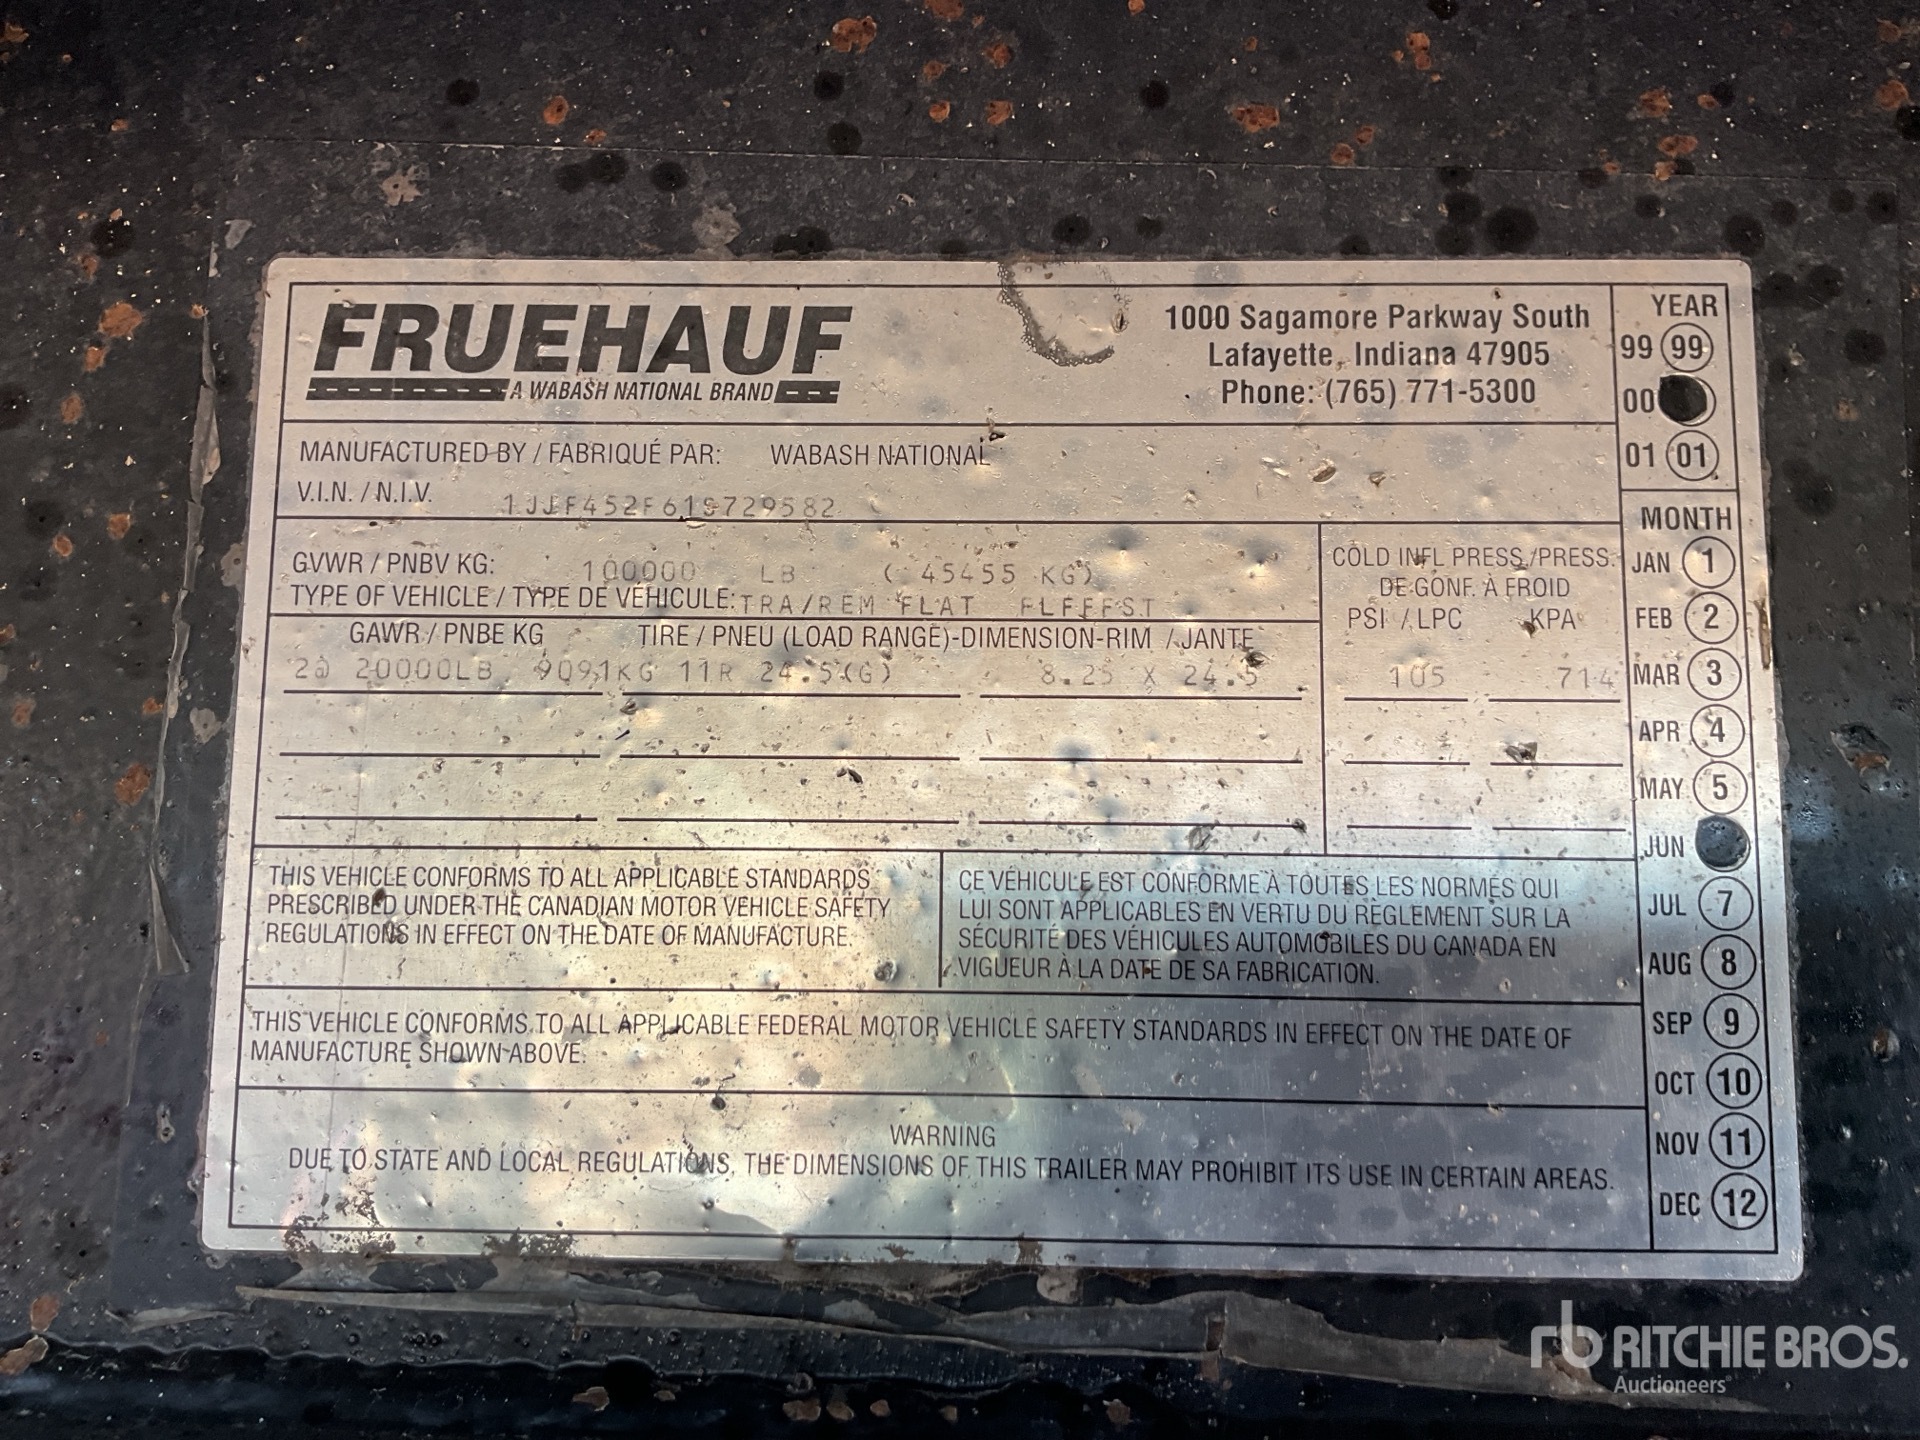 FRUEHAUF
A WABASH NATIONAL BRAND
1000 Sagamore Parkway South
Lafayette, Indiana 47905
Phone: (765) 771-5300
MANUFACTURED BY / FABRIQUÉ PAR: WABASH NATIONAL
V.I.N. / N.I.V.
GVWR / PNBV KG: 100000 LB ( 45455 KG)
TYPE OF VEHICLE / TYPE DE VEHICULE: TRA/REM FLAT
GAWR / PNBE KG TIRE / PNEU (LOAD RANGE)-DIMENSION-RIM / JANTE
2@ 20000LB 9091KG 11R 24.5(G) 8.25 X 24.5
COLD INFL PRESS./PRESS.
DE GONF. À FROID
PSI / LPC KPA
105 714
THIS VEHICLE CONFORMS TO ALL APPLICABLE STANDARDS
PRESCRIBED UNDER THE CANADIAN MOTOR VEHICLE SAFETY
REGULATIONS IN EFFECT ON THE DATE OF MANUFACTURE.
CE VÉHICULE EST CONFORME À TOUTES LES NORMES QUI
LUI SONT APPLICABLES EN VERTU DU RÈGLEMENT SUR LA
SÉCURITÉ DES VÉHICULES AUTOMOBILES DU CANADA EN
VIGUEUR À LA DATE DE SA FABRICATION.
THIS VEHICLE CONFORMS TO ALL APPLICABLE FEDERAL MOTOR VEHICLE SAFETY STANDARDS IN EFFECT ON THE DATE OF
MANUFACTURE SHOWN ABOVE.
WARNING
DUE TO STATE AND LOCAL REGULATIONS, THE DIMENSIONS OF THIS TRAILER MAY PROHIBIT ITS USE IN CERTAIN AREAS.
YEAR
99 99
00
01 01
MONTH
JAN 1
FEB 2
MAR 3
APR 4
MAY 5
JUN
JUL 7
AUG 8
SEP 9
OCT 10
NOV 11
DEC 12
rb RITCHIE BROS.
Auctioneers